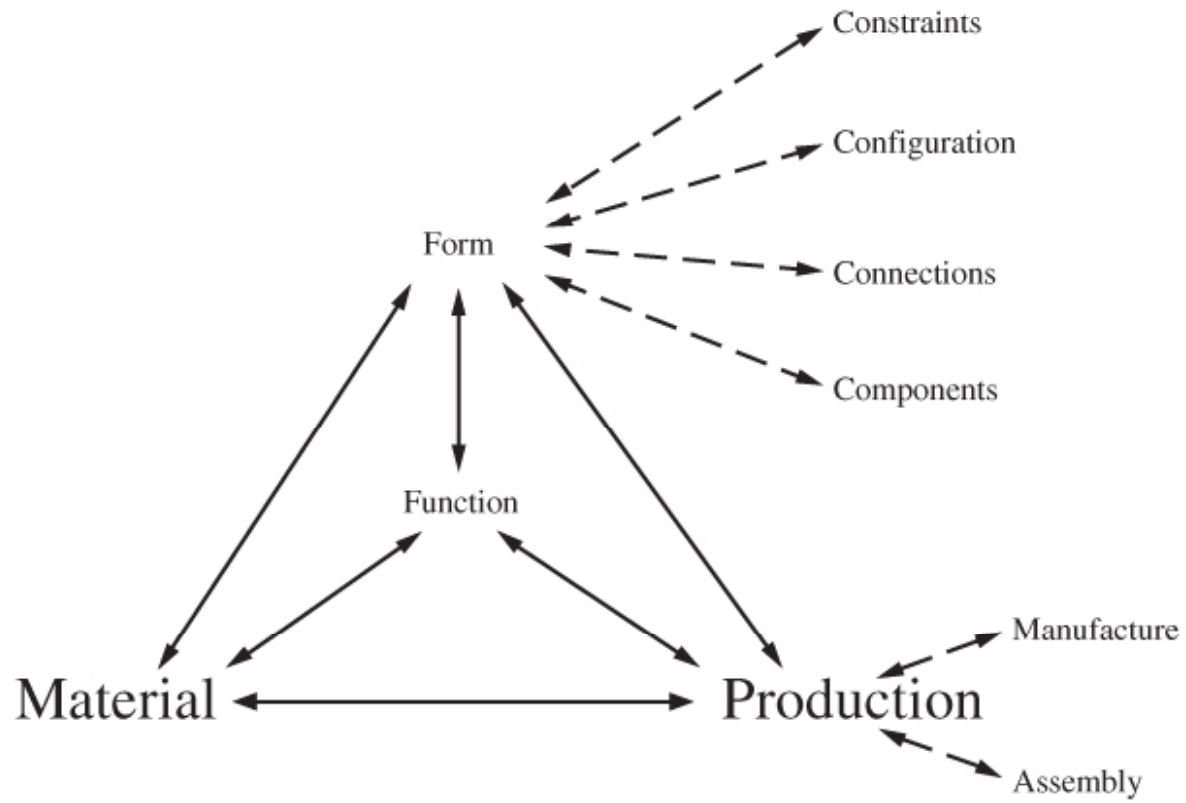 Constraints
Configuration
Form
Connections
Components
Function
Manufacture
Material
Production
Assembly